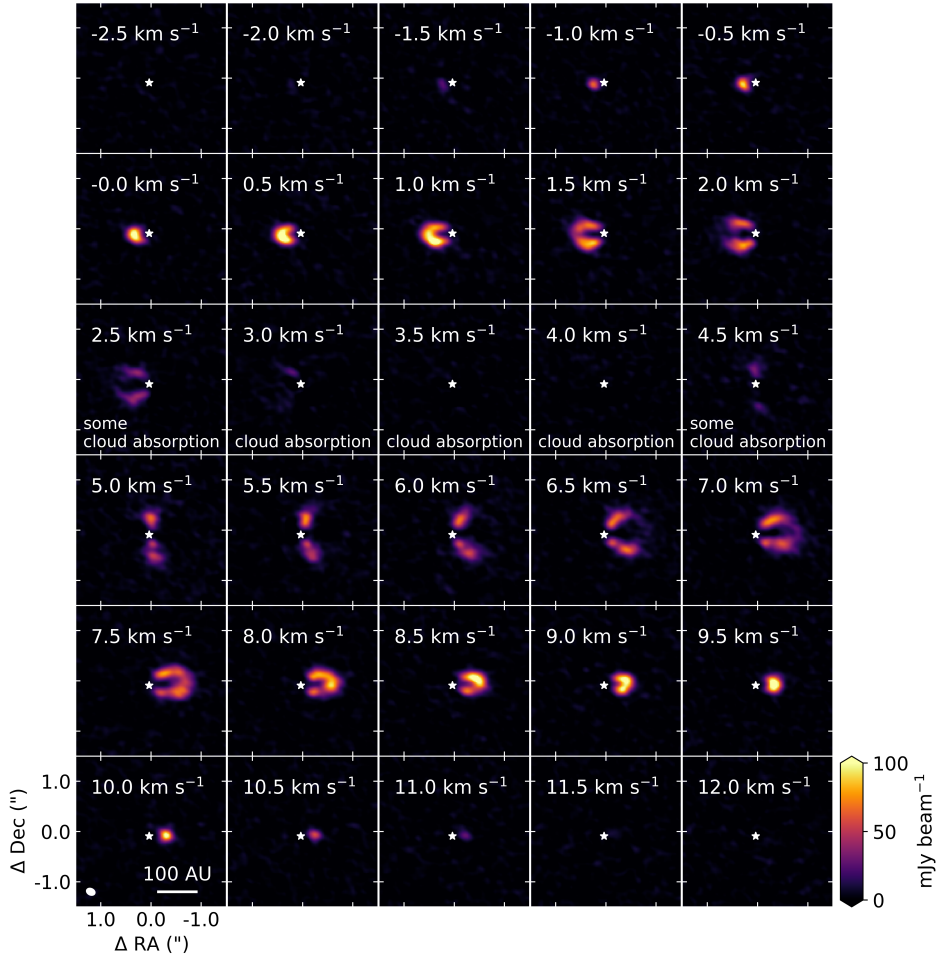 -2.5 km s⁻¹ -2.0 km s⁻¹ -1.5 km s⁻¹ -1.0 km s⁻¹ -0.5 km s⁻¹
-0.0 km s⁻¹ 0.5 km s⁻¹ 1.0 km s⁻¹ 1.5 km s⁻¹ 2.0 km s⁻¹
2.5 km s⁻¹ 3.0 km s⁻¹ 3.5 km s⁻¹ 4.0 km s⁻¹ 4.5 km s⁻¹
some some
cloud absorption cloud absorption cloud absorption cloud absorption cloud absorption
5.0 km s⁻¹ 5.5 km s⁻¹ 6.0 km s⁻¹ 6.5 km s⁻¹ 7.0 km s⁻¹
7.5 km s⁻¹ 8.0 km s⁻¹ 8.5 km s⁻¹ 9.0 km s⁻¹ 9.5 km s⁻¹
10.0 km s⁻¹ 10.5 km s⁻¹ 11.0 km s⁻¹ 11.5 km s⁻¹ 12.0 km s⁻¹
100 AU
1.0
0.0
-1.0
Δ Dec (")
1.0 0.0 -1.0
Δ RA (")
100
50
0
mJy beam⁻¹